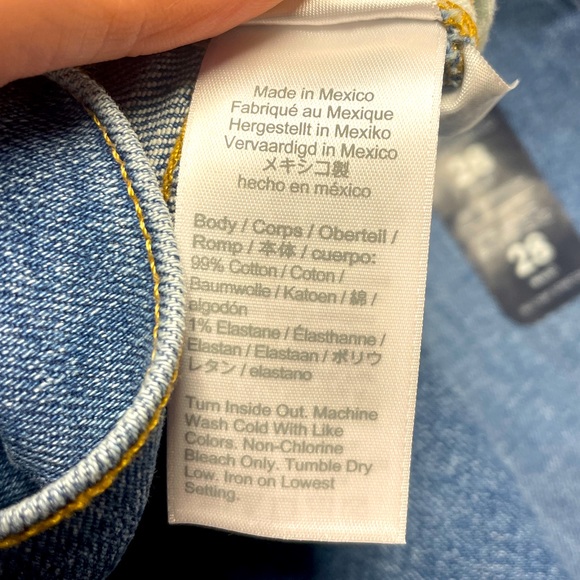 Made in Mexico
Fabriqué au Mexique
Hergestellt in Mexiko
Vervaardigd in Mexico
メキシコ製
hecho en méxico
Body / Corps / Oberteil /
Romp / 本体 / cuerpo:
99% Cotton / Coton /
Baumwolle / Katoen / 綿 /
algodón
1% Elastane / Élasthanne /
Elastan / Elastaan / ポリウ
レタン / elastano
Turn Inside Out. Machine
Wash Cold With Like
Colors. Non-Chlorine
Bleach Only. Tumble Dry
Low. Iron on Lowest
Setting.
28